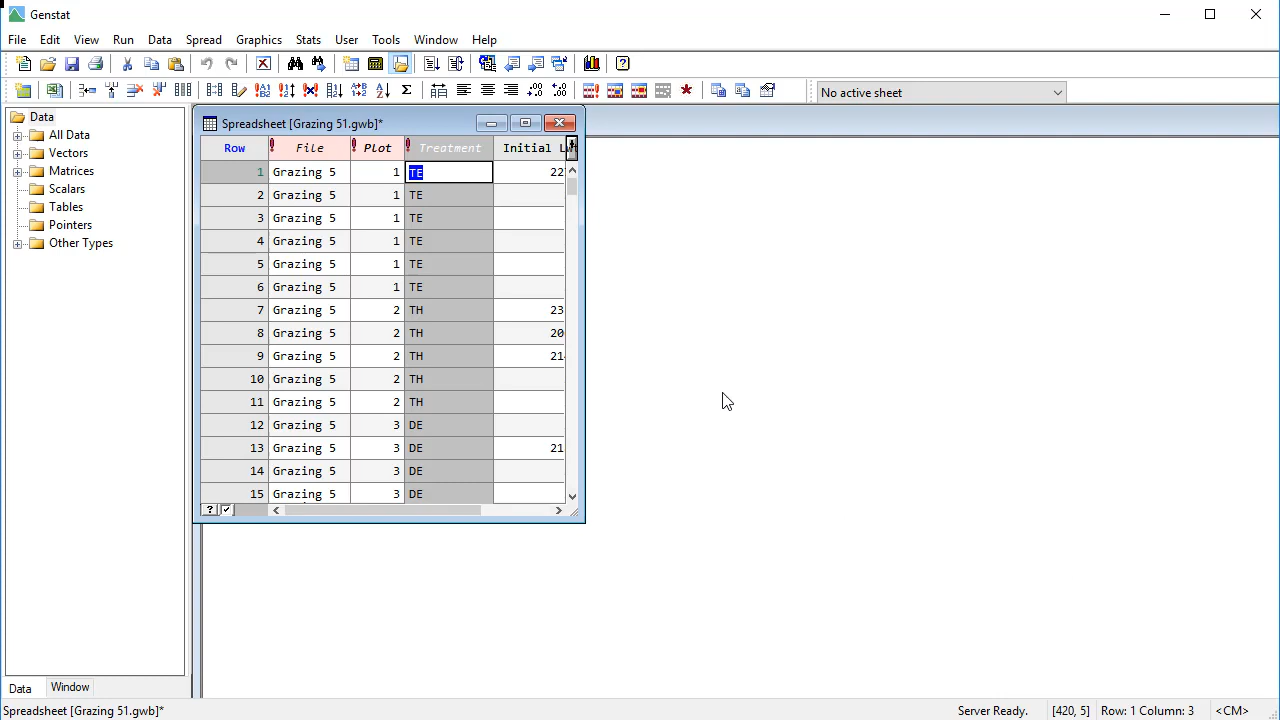 Genstat
File Edit View Run Data Spread Graphics Stats User Tools Window Help
No active sheet
Data
All Data
Vectors
Matrices
Scalars
Tables
Pointers
Other Types
Spreadsheet [Grazing 51.gwb]*
Row File Plot Treatment Initial
1 Grazing 5 1 TE 22
2 Grazing 5 1 TE
3 Grazing 5 1 TE
4 Grazing 5 1 TE
5 Grazing 5 1 TE
6 Grazing 5 1 TE
7 Grazing 5 2 TH 23
8 Grazing 5 2 TH 20
9 Grazing 5 2 TH 21
10 Grazing 5 2 TH
11 Grazing 5 2 TH
12 Grazing 5 3 DE
13 Grazing 5 3 DE 21
14 Grazing 5 3 DE
15 Grazing 5 3 DE
Data Window
Spreadsheet [Grazing 51.gwb]* Server Ready. [420, 5] Row: 1 Column: 3 <CM>